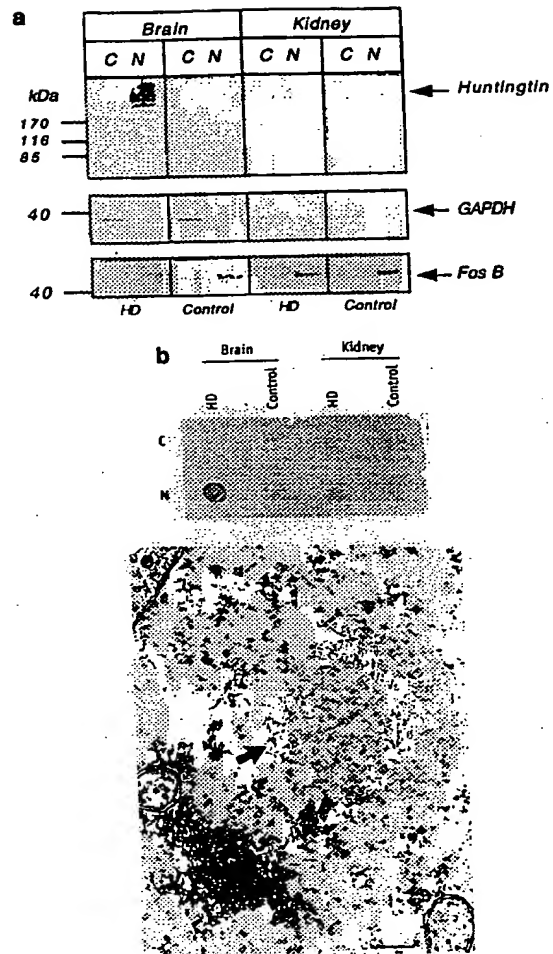 a
Brain Kidney
C N C N C N C N
kDa
Huntingtin
170
116
85
40
GAPDH
Fos B
40
HD Control HD Control
b
Brain Kidney
HD Control HD Control
C
N